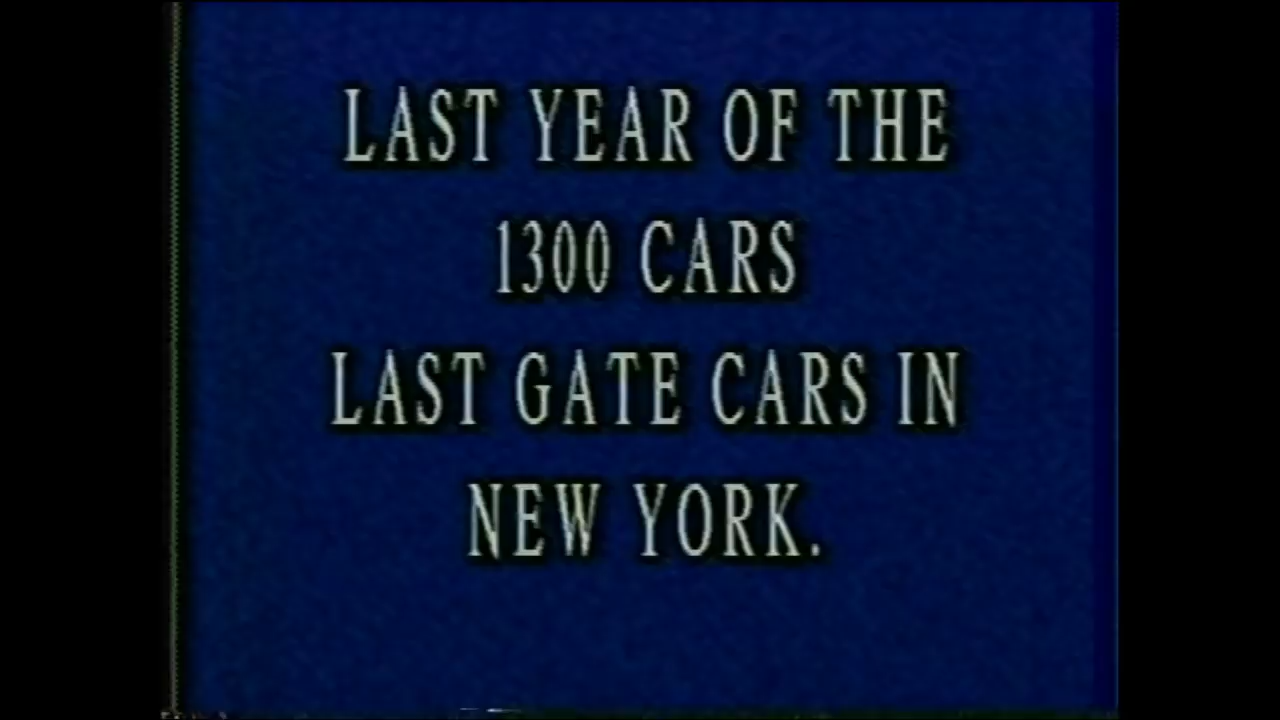 LAST YEAR OF THE
1300 CARS
LAST GATE CARS IN
NEW YORK.